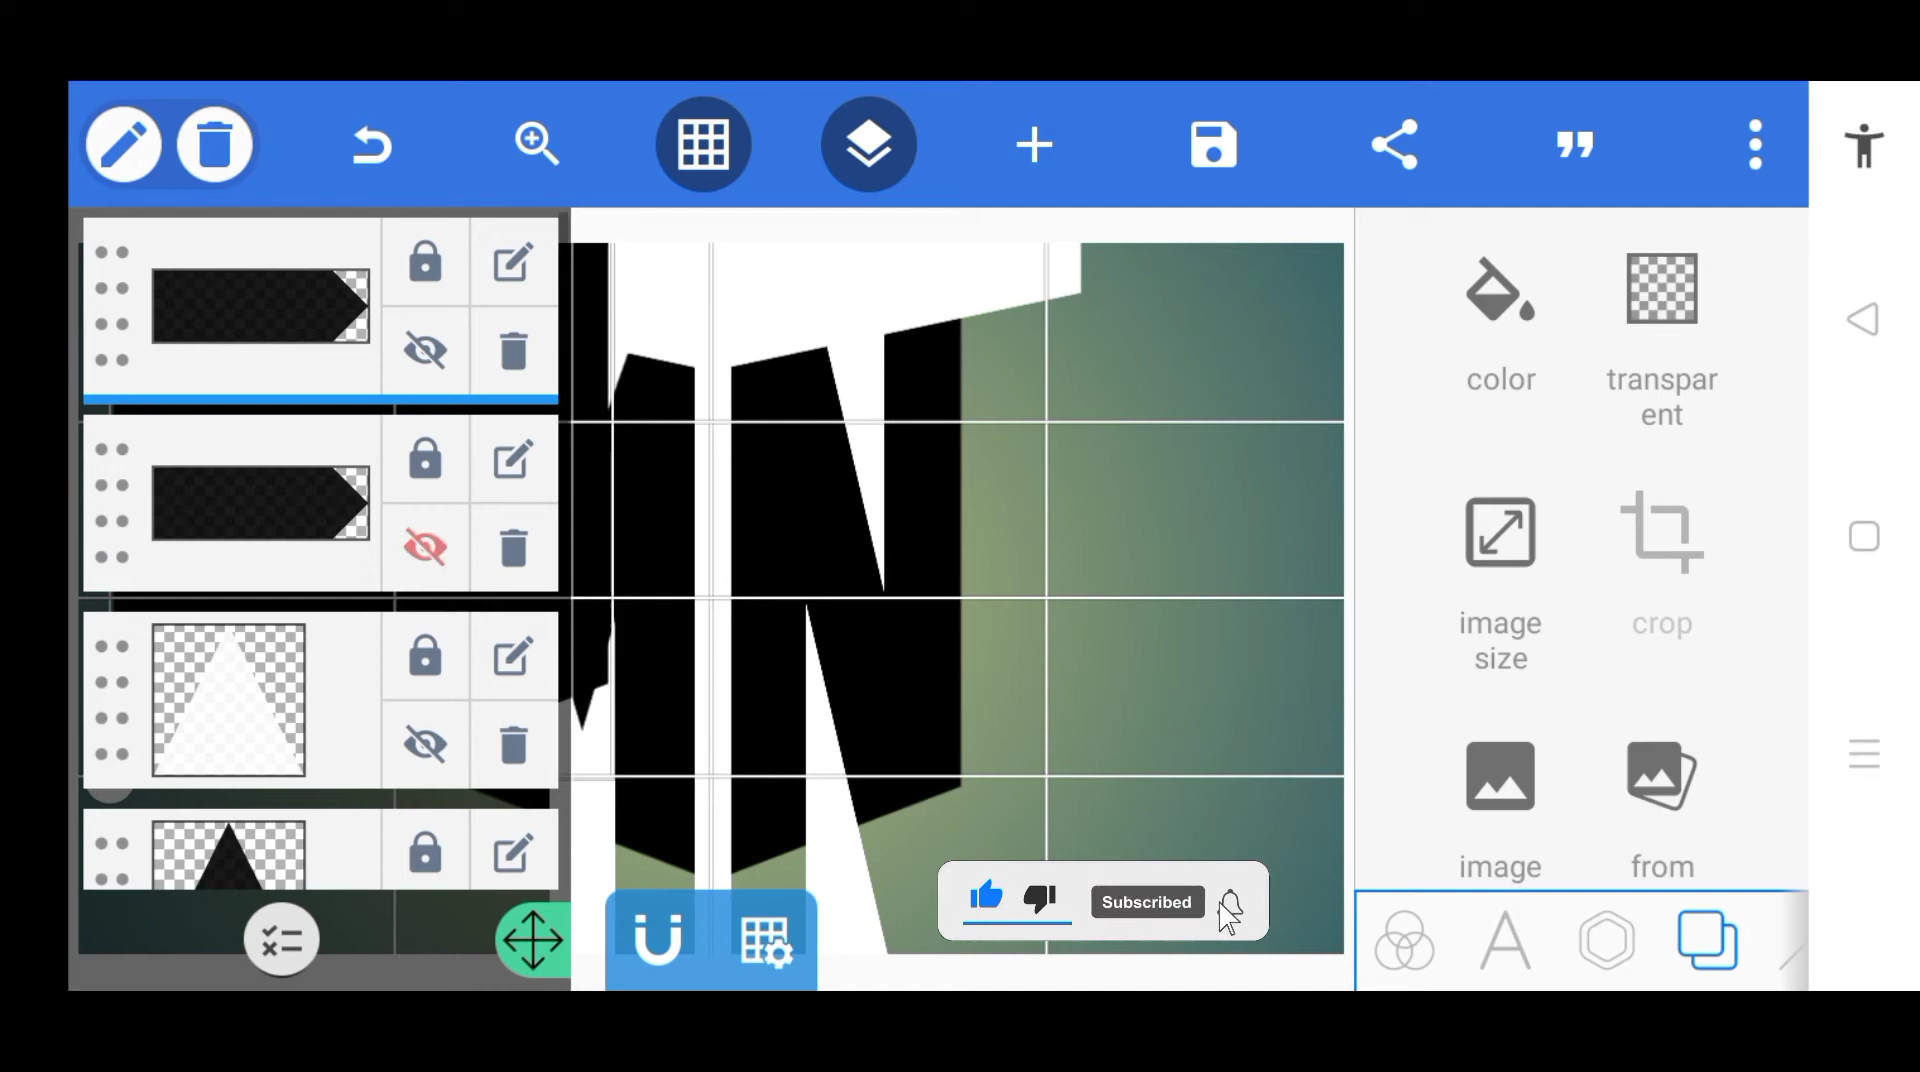 color
transpar
ent
image
size
crop
image
from
Subscribed